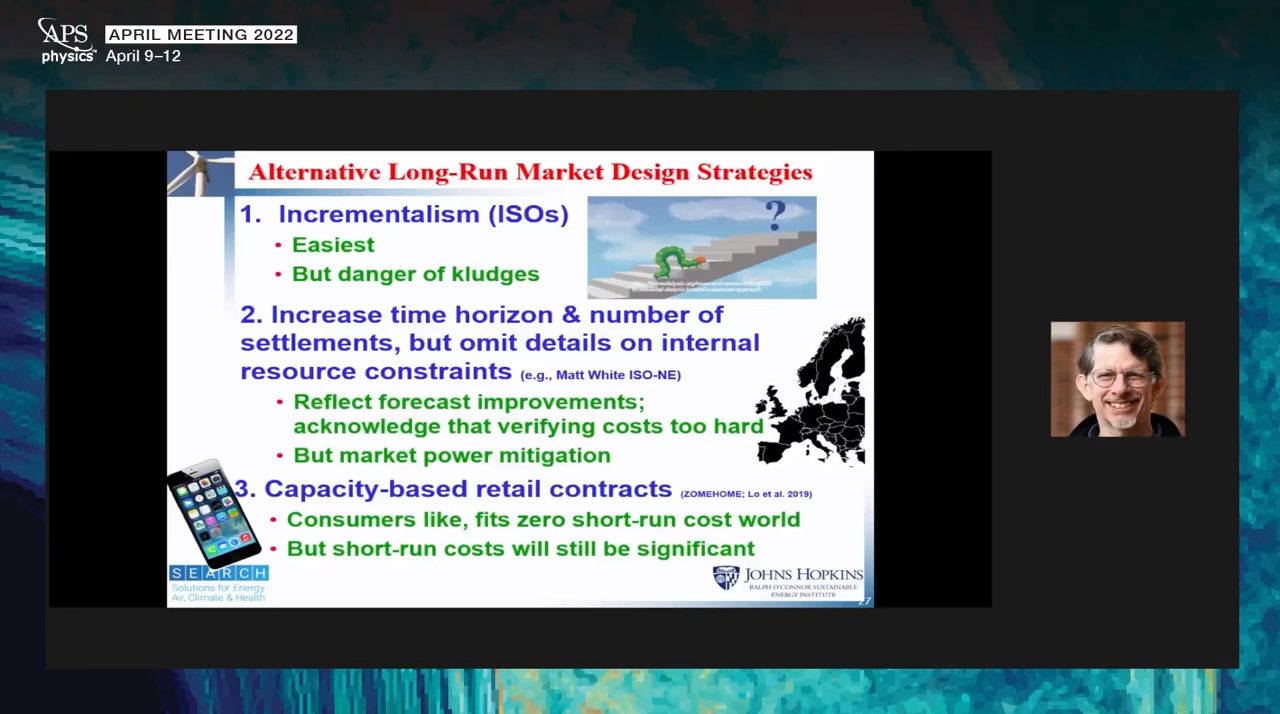 APS
physics
APRIL MEETING 2022
April 9–12
Alternative Long-Run Market Design Strategies
1. Incrementalism (ISOs)
• Easiest
• But danger of kludges
?
2. Increase time horizon & number of
settlements, but omit details on internal
resource constraints (e.g., Matt White ISO-NE)
• Reflect forecast improvements;
acknowledge that verifying costs too hard
• But market power mitigation
3. Capacity-based retail contracts (ZOMEHOME; Lo et al. 2019)
• Consumers like, fits zero short-run cost world
• But short-run costs will still be significant
SEARCH
Solutions for Energy
Air, Climate & Health
JOHNS HOPKINS
RALPH O'CONNOR SUSTAINABLE
ENERGY INSTITUTE
27